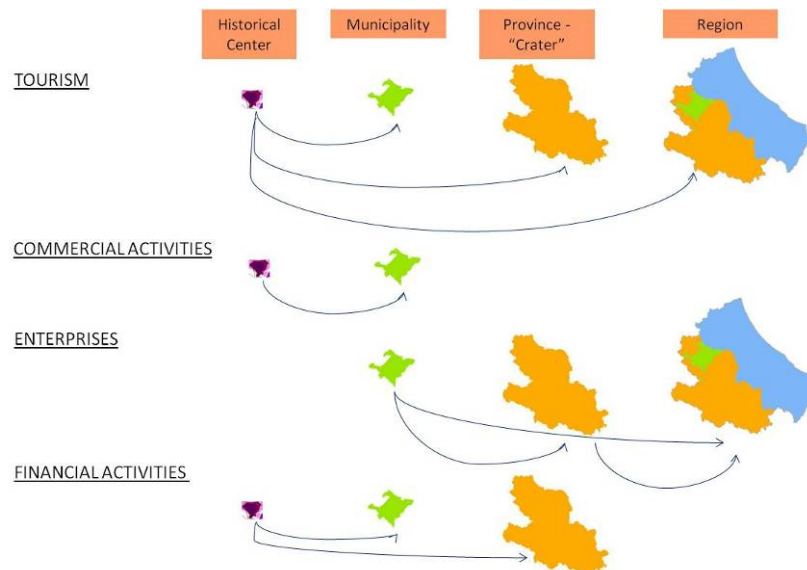 Historical
Center
Municipality
Province -
“Crater”
Region
TOURISM
COMMERCIAL ACTIVITIES
ENTERPRISES
FINANCIAL ACTIVITIES